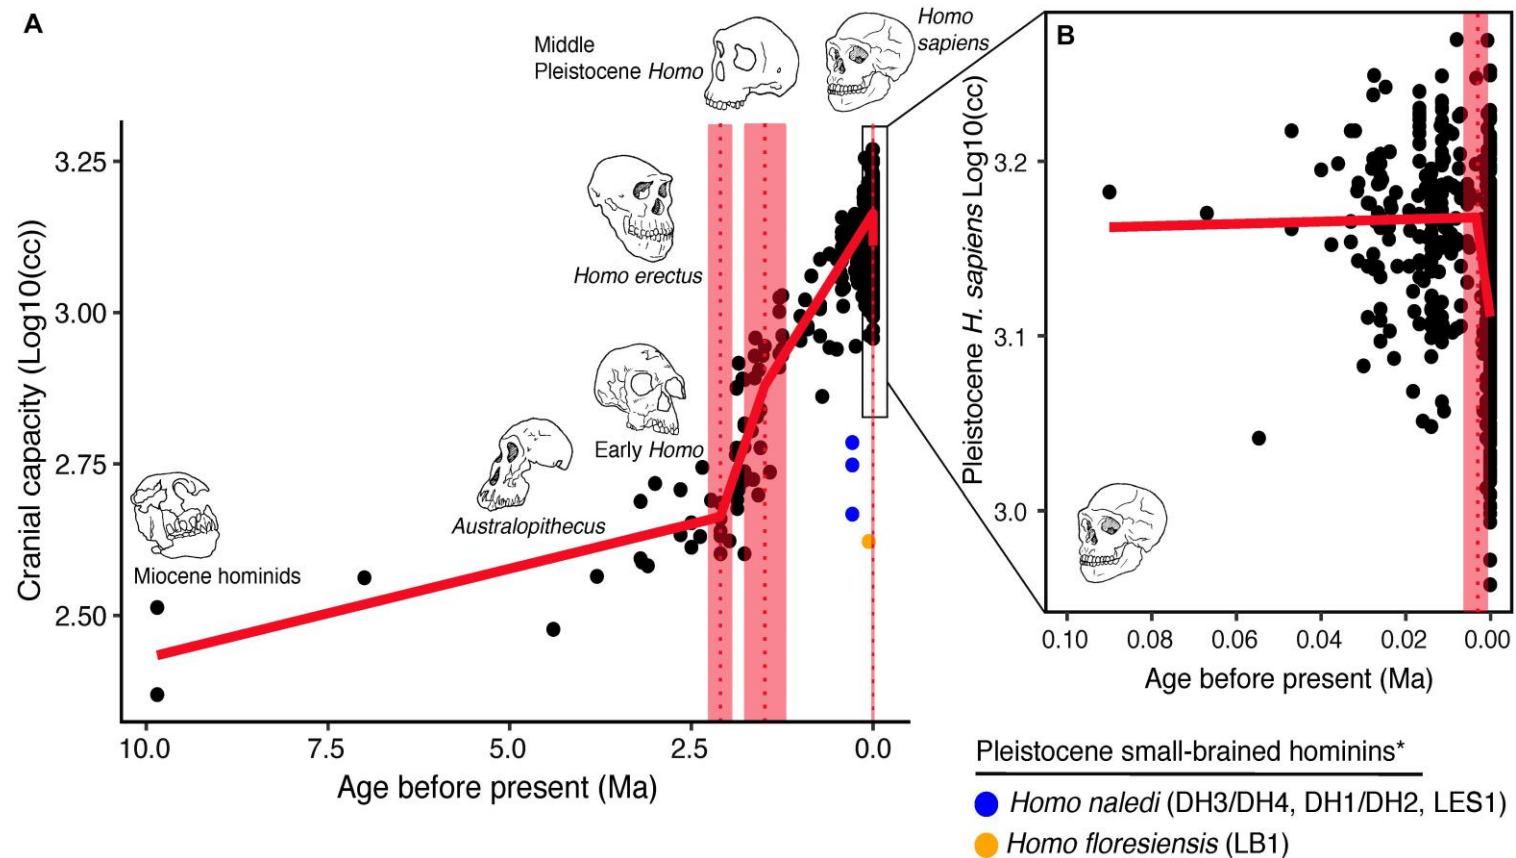 A
Middle
Pleistocene Homo
Homo
sapiens
Homo erectus
Early Homo
Australopithecus
Miocene hominids
Cranial capacity (Log10(cc))
3.25
3.00
2.75
2.50
10.0
7.5
5.0
2.5
0.0
Age before present (Ma)
B
Pleistocene H. sapiens Log10(cc)
3.2
3.1
3.0
0.10
0.08
0.06
0.04
0.02
0.00
Age before present (Ma)
Pleistocene small-brained hominins*
Homo naledi (DH3/DH4, DH1/DH2, LES1)
Homo floresiensis (LB1)